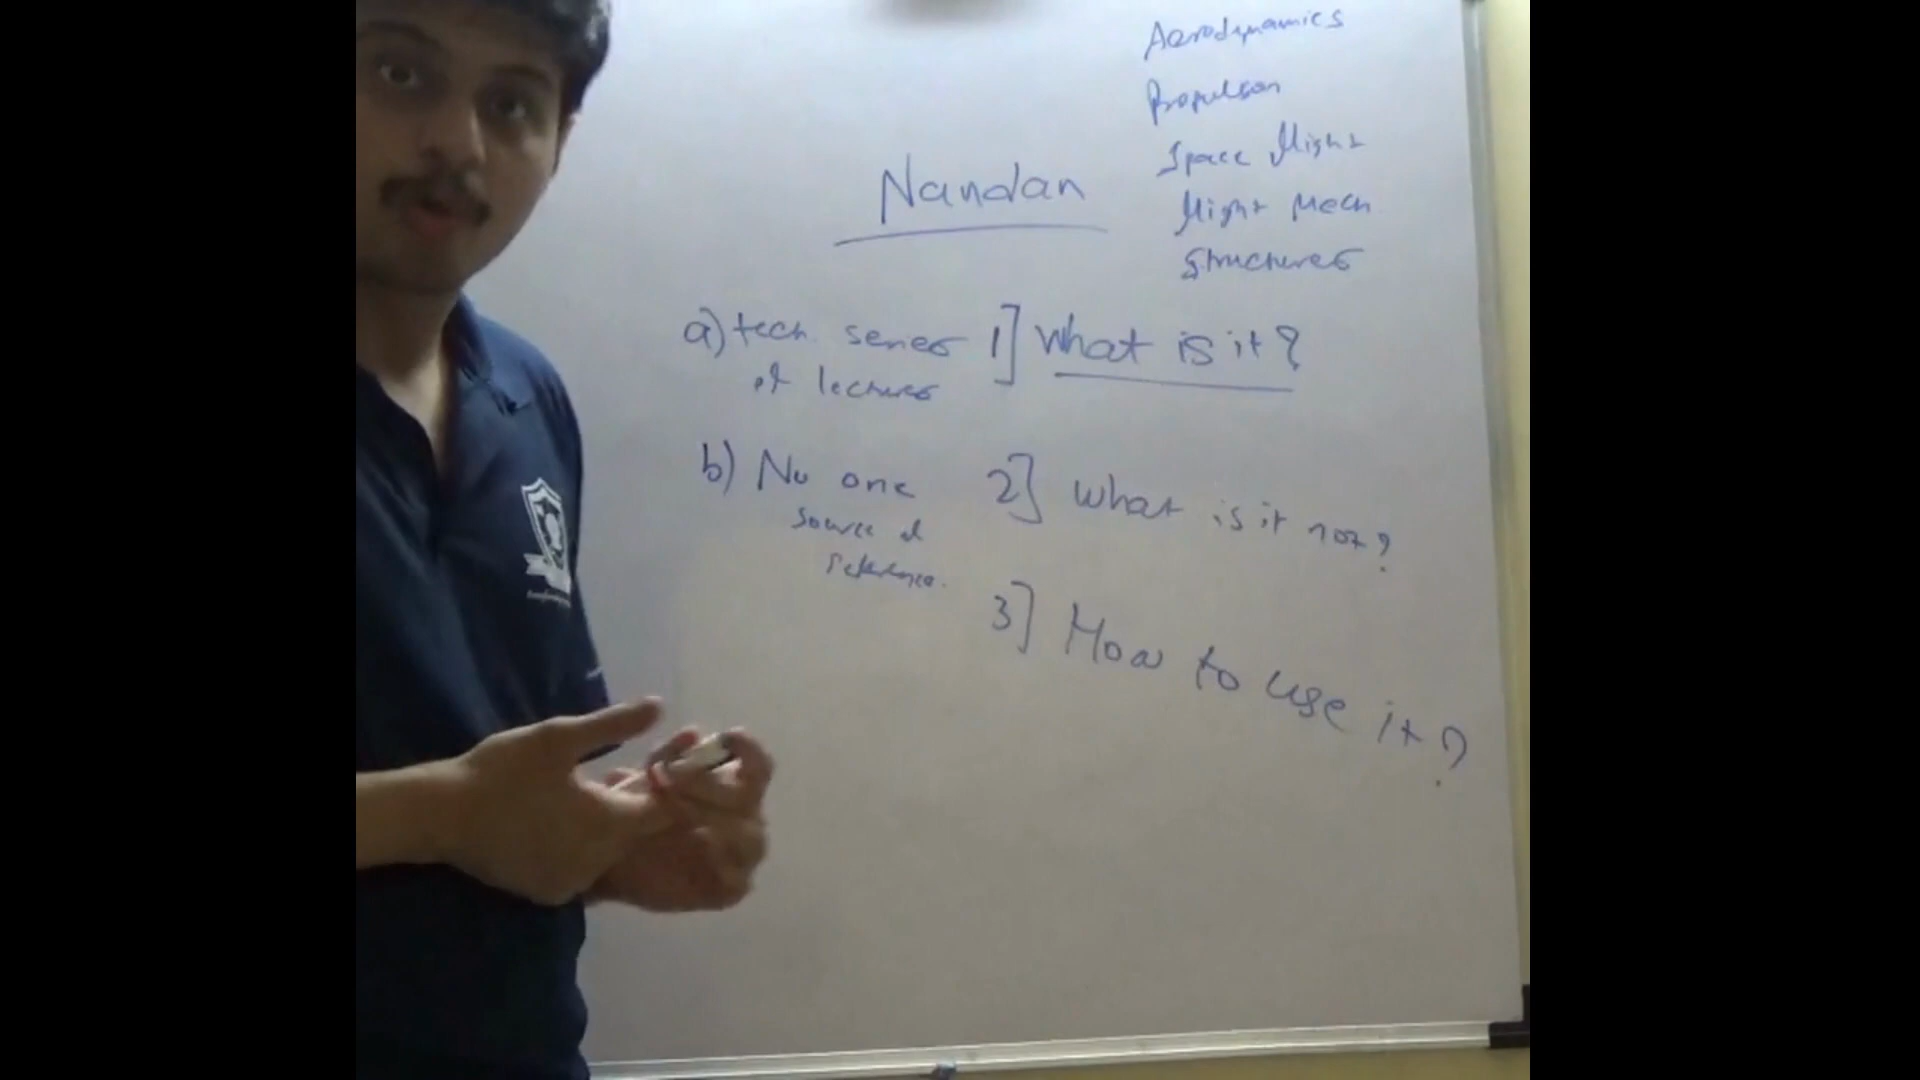 Aerodynamics
Propulson
Space flight
flight Mech
Structures
Nandan
a) tech. series
of lectures
1] What is it?
b) No one
source of
reference.
2] What is it not?
3] How to use it?